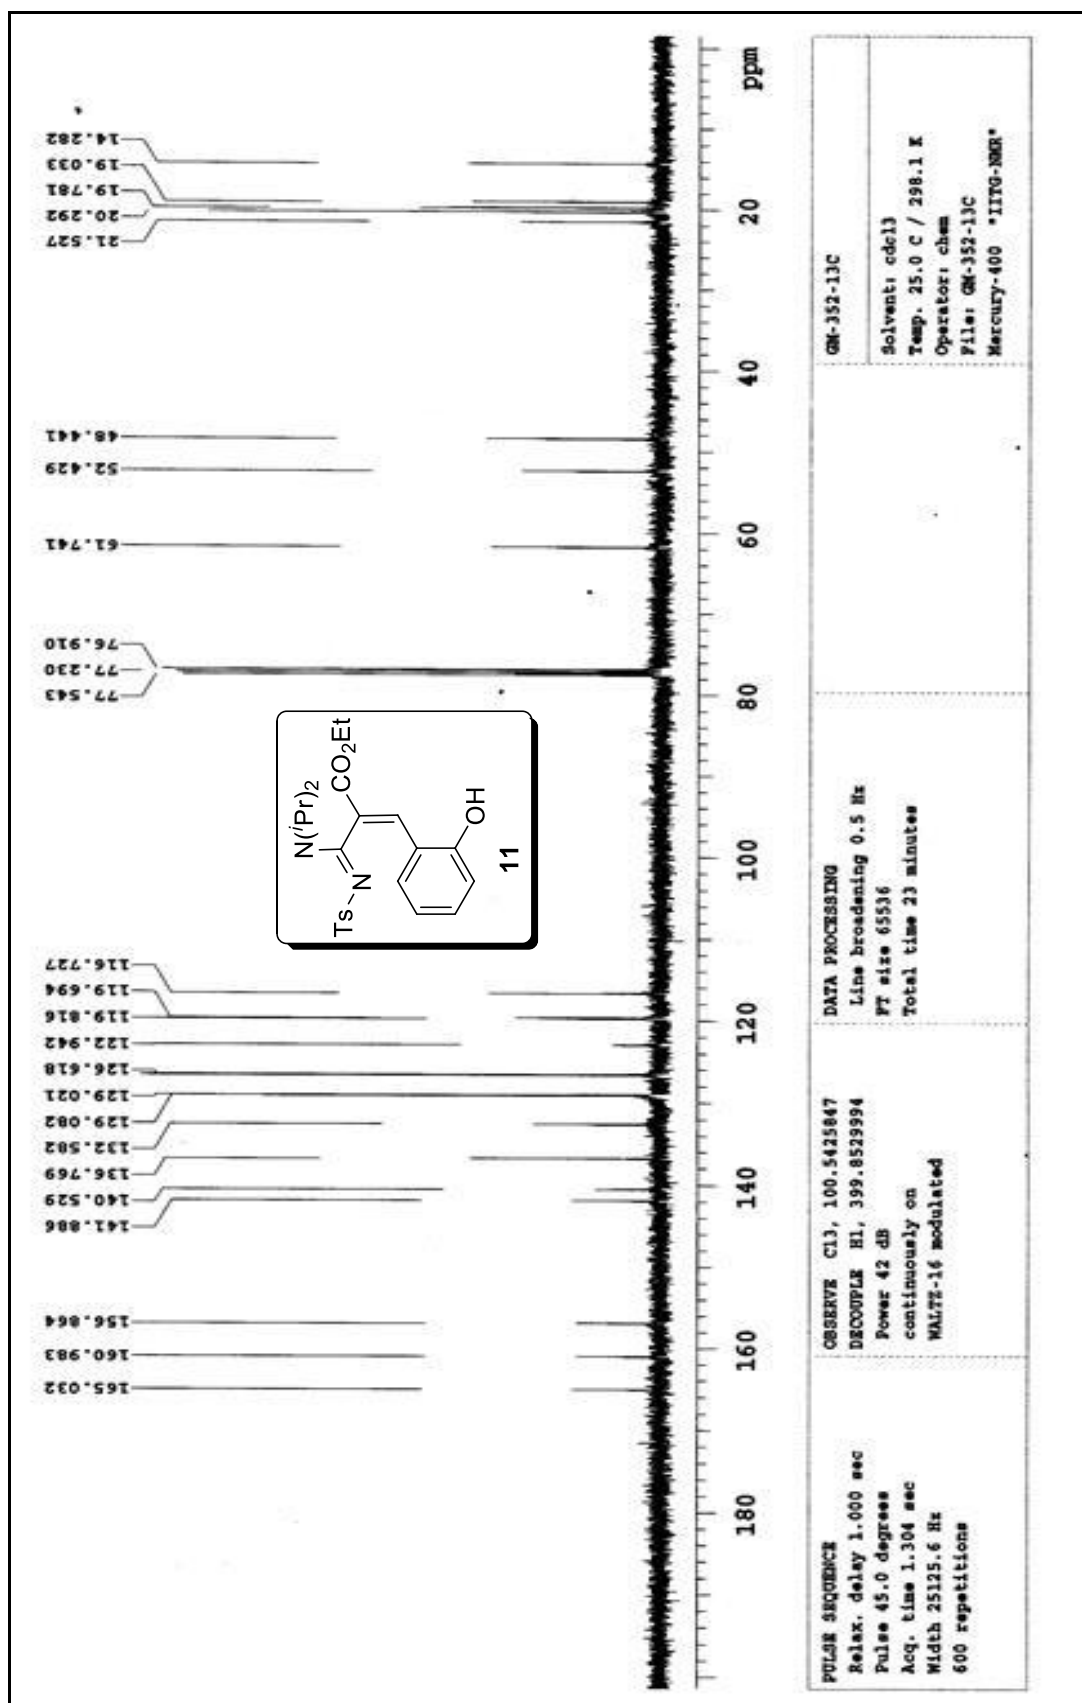 14.282
19.033
19.781
20.292
21.527
48.441
52.429
61.741
76.910
77.230
77.543
116.727
119.694
119.816
122.942
126.618
129.021
129.082
132.582
136.769
140.529
141.886
156.864
160.983
165.032
N(iPr)2
CO2Et
Ts
N
OH
11
180 160 140 120 100 80 60 40 20 ppm
PULSE SEQUENCE
Relax. delay 1.000 sec
Pulse 45.0 degrees
Acq. time 1.304 sec
Width 25125.6 Hz
600 repetitions
OBSERVE C13, 100.5425847
DECOUPLE H1, 399.8529994
Power 42 dB
continuously on
WALTZ-16 modulated
DATA PROCESSING
Line broadening 0.5 Hz
FT size 65536
Total time 23 minutes
GM-352-13C
Solvent: cdcl3
Temp. 25.0 C / 298.1 K
Operator: chem
File: GM-352-13C
Mercury-400 "IITG-NMR"